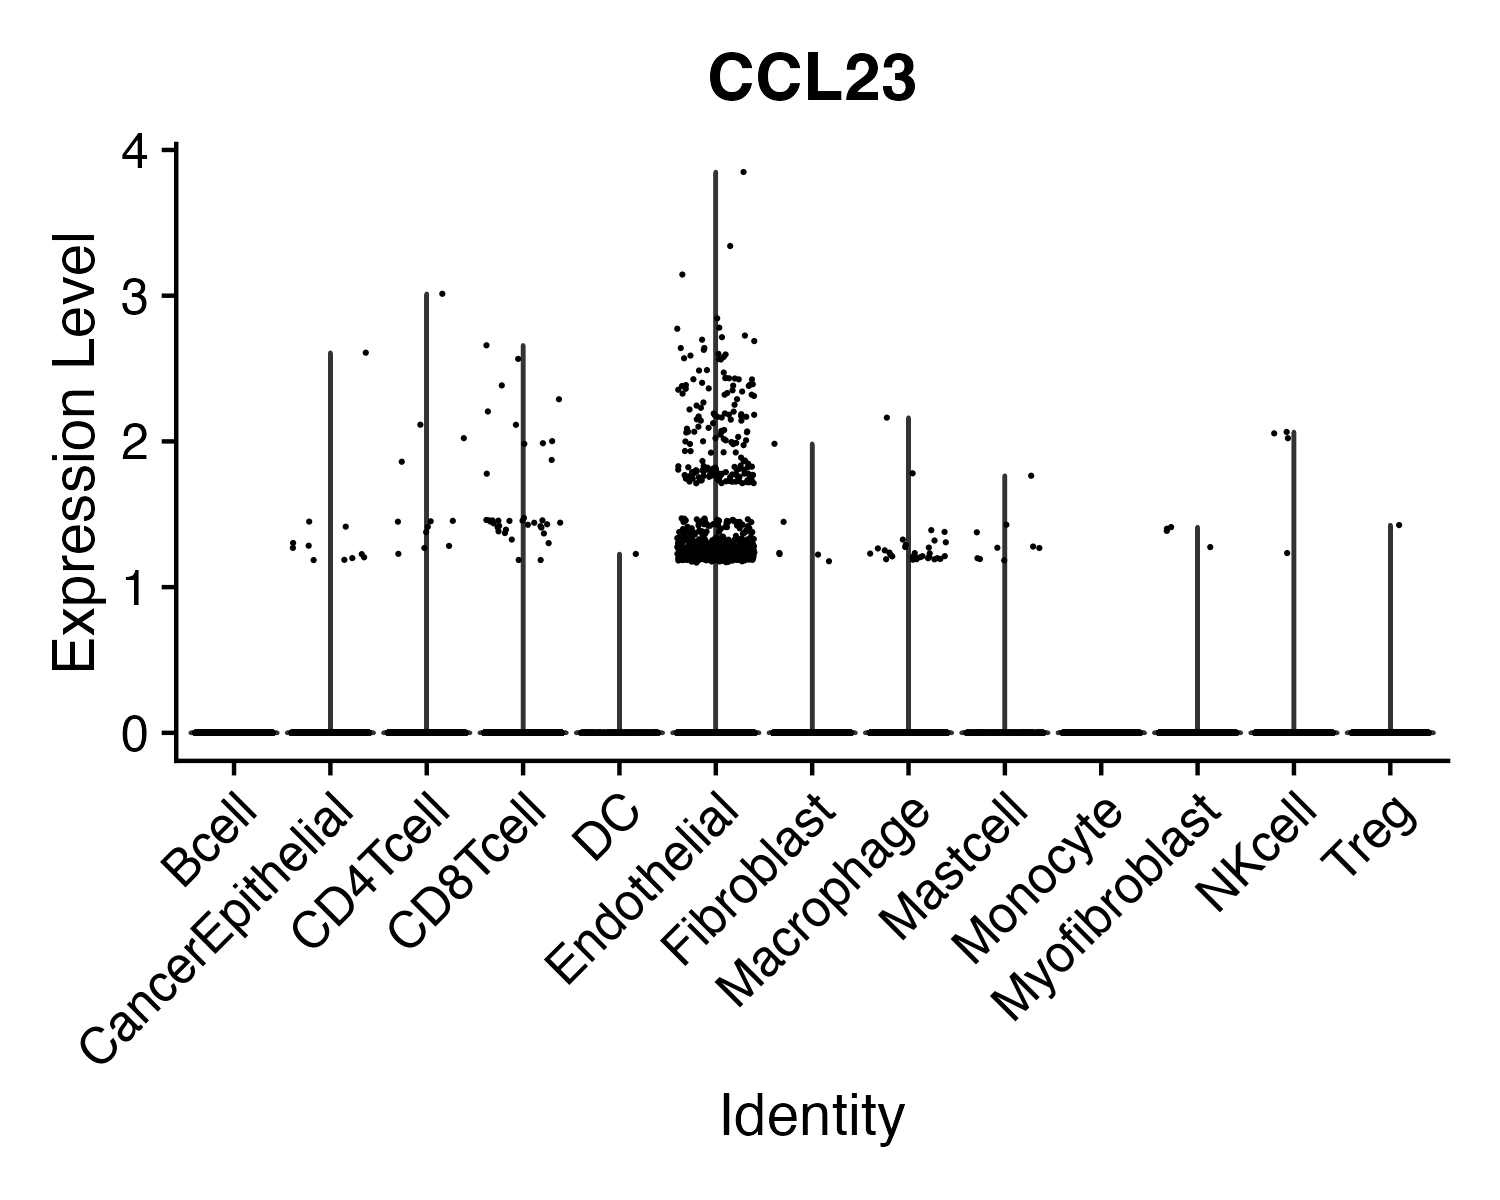 CCL23
Expression Level
4
3
2
1
0
Bcell
CancerEpithelial
CD4Tcell
CD8Tcell
DC
Endothelial
Fibroblast
Macrophage
Mastcell
Monocyte
Myofibroblast
NKcell
Treg
Identity